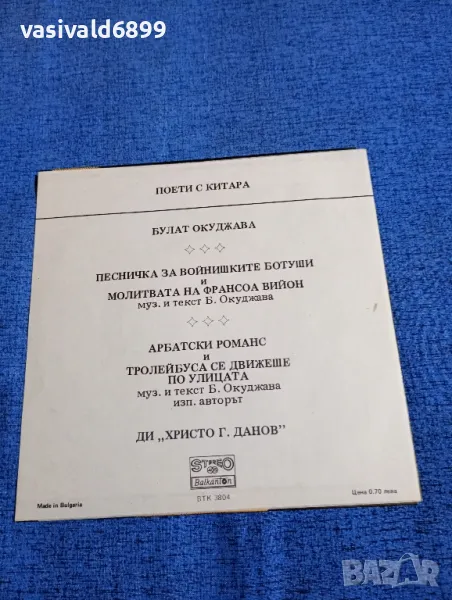 vasivald6899
ПОЕТИ С КИТАРА
БУЛАТ ОКУДЖАВА
ПЕСНИЧКА ЗА ВОЙНИШКИТЕ БОТУШИ
и
МОЛИТВАТА НА ФРАНСОА ВИЙОН
муз. и текст Б. Окуджава
АРБАТСКИ РОМАНС
и
ТРОЛЕЙБУСА СЕ ДВИЖЕШЕ
ПО УЛИЦАТА
муз. и текст Б. Окуджава
изп. авторът
ДИ „ХРИСТО Г. ДАНОВ"
STEREO
Balkanton
Made in Bulgaria
ВТК 3804
Цена 0.70 лева
BAZAR